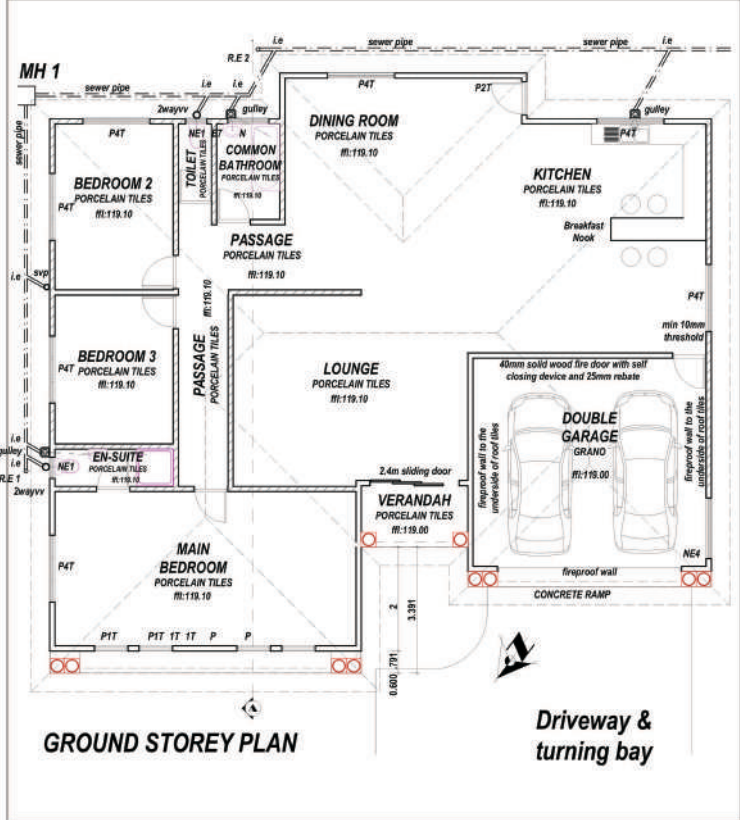 i.e
sewer pipe
sewer pipe
i.e
R.E 2
MH 1
sewer pipe
i.e
i.e
P4T
P2T
2wayvv
gulley
gulley
P4T
NE1
BT
N
P4T
sewer pipe
DINING ROOM
PORCELAIN TILES
ffl:119.10
TOILET
PORCELAIN TILES
COMMON
BATHROOM
PORCELAIN TILES
ffl:119.10
BEDROOM 2
PORCELAIN TILES
ffl:119.10
P4T
KITCHEN
PORCELAIN TILES
ffl:119.10
Breakfast
Nook
PASSAGE
PORCELAIN TILES
ffl:119.10
i.e
svp
P4T
min 10mm
threshold
PASSAGE
PORCELAIN TILES
ffl:119.10
BEDROOM 3
PORCELAIN TILES
ffl:119.10
P4T
LOUNGE
PORCELAIN TILES
ffl:119.10
40mm solid wood fire door with self
closing device and 25mm rebate
DOUBLE
GARAGE
GRANO
ffl:119.00
fireproof wall to the
underside of roof tiles
fireproof wall to the
underside of roof tiles
i.e
gulley
i.e
R.E 1
2wayvv
NE1
EN-SUITE
PORCELAIN TILES
ffl:119.10
2.4m sliding door
VERANDAH
PORCELAIN TILES
ffl:119.00
NE4
fireproof wall
CONCRETE RAMP
MAIN
BEDROOM
PORCELAIN TILES
ffl:119.10
P4T
P1T
P1T
1T
1T
P
P
2
3.391
.791
0.600
A
GROUND STOREY PLAN
Driveway &
turning bay